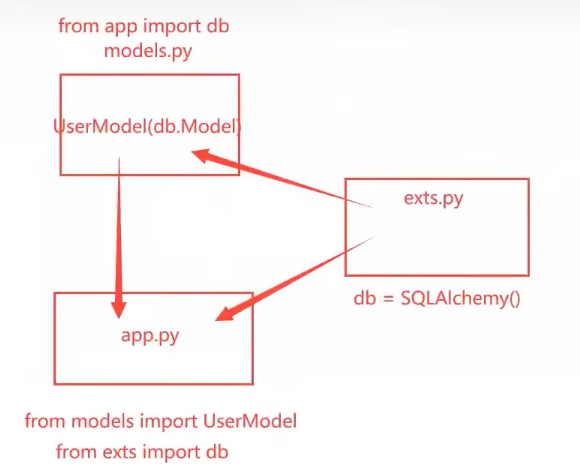 from app import db
models.py
UserModel(db.Model)
exts.py
db = SQLAlchemy()
app.py
from models import UserModel
from exts import db